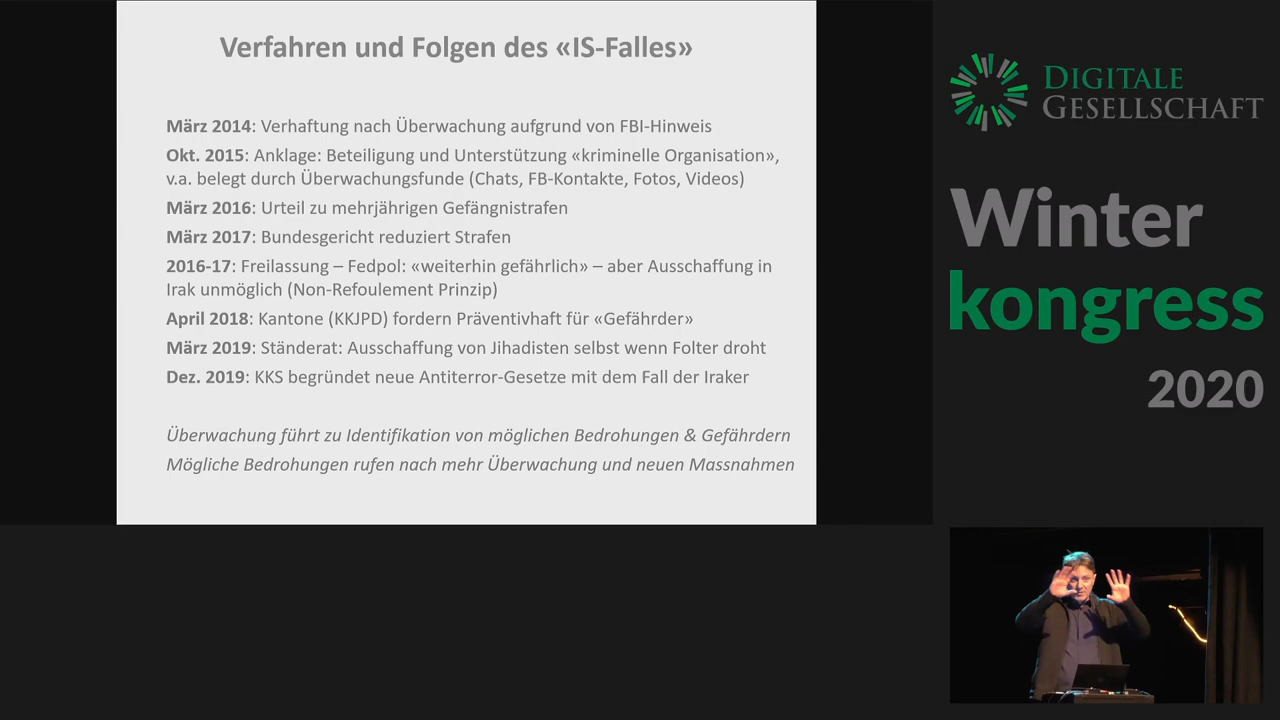 Verfahren und Folgen des «IS-Falles»
März 2014: Verhaftung nach Überwachung aufgrund von FBI-Hinweis
Okt. 2015: Anklage: Beteiligung und Unterstützung «kriminelle Organisation»,
v.a. belegt durch Überwachungsfunde (Chats, FB-Kontakte, Fotos, Videos)
März 2016: Urteil zu mehrjährigen Gefängnistrafen
März 2017: Bundesgericht reduziert Strafen
2016-17: Freilassung – Fedpol: «weiterhin gefährlich» – aber Ausschaffung in
Irak unmöglich (Non-Refoulement Prinzip)
April 2018: Kantone (KKJPD) fordern Präventivhaft für «Gefährder»
März 2019: Ständerat: Ausschaffung von Jihadisten selbst wenn Folter droht
Dez. 2019: KKS begründet neue Antiterror-Gesetze mit dem Fall der Iraker
Überwachung führt zu Identifikation von möglichen Bedrohungen & Gefährdern
Mögliche Bedrohungen rufen nach mehr Überwachung und neuen Massnahmen
DIGITALE
GESELLSCHAFT
Winter
kongress
2020